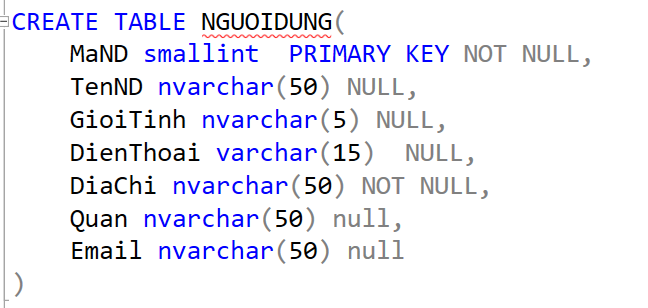 CREATE TABLE NGUOIDUNG(
MaND smallint  PRIMARY KEY NOT NULL,
TenND nvarchar(50) NULL,
GioiTinh nvarchar(5) NULL,
DienThoai varchar(15)  NULL,
DiaChi nvarchar(50) NOT NULL,
Quan nvarchar(50) null,
Email nvarchar(50) null
)